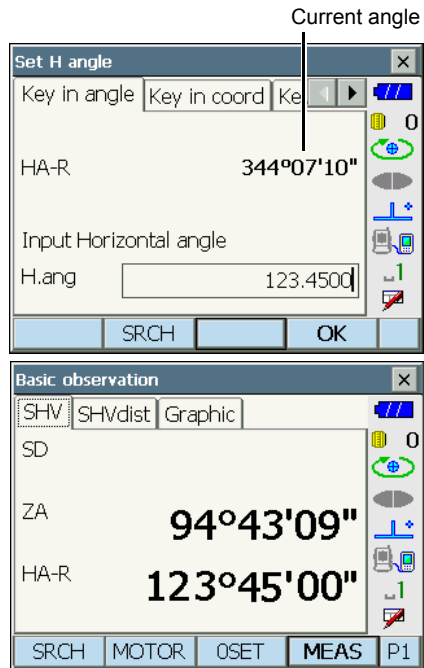 Current angle
Set H angle ×
Key in angle Key in coord Ke
0
HA-R 344°07'10"
Input Horizontal angle
H.ang 123.4500
1
SRCH OK
Basic observation ×
SHV SHVdist Graphic
SD 0
ZA 94°43'09"
HA-R 123°45'00"
1
SRCH MOTOR 0SET MEAS P1